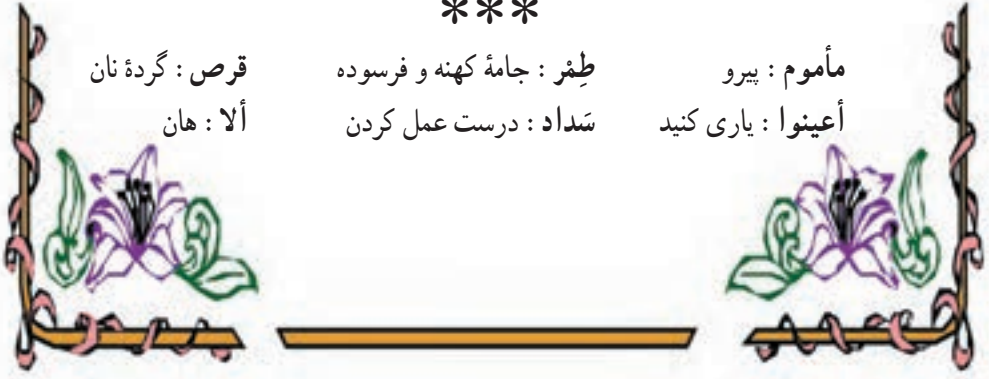 ***
مأموم : پیرو طِمْر : جامهٔ کهنه و فرسوده قرص : گردهٔ نان
أعینوا : یاری کنید سَداد : درست عمل کردن ألا : هان